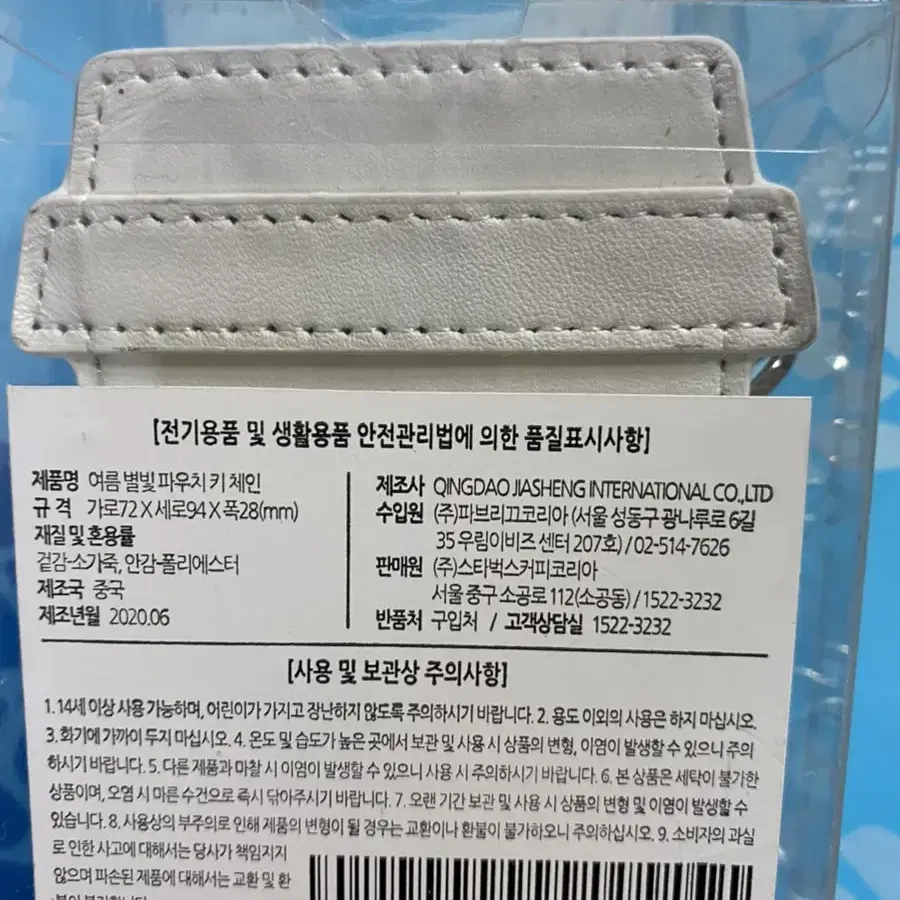 [전기용품 및 생활용품 안전관리법에 의한 품질표시사항]
제품명 여름 별빛 파우치 키 체인
규 격 가로72 X 세로94 X 폭28(mm)
재질 및 혼용률
겉감-소가죽, 안감-폴리에스터
제조국 중국
제조년월 2020.06
제조사 QINGDAO JIASHENG INTERNATIONAL CO.,LTD
수입원 (주)파브리끄코리아 (서울 성동구 광나루로 6길
35 우림이비즈 센터 207호) / 02-514-7626
판매원 (주)스타벅스커피코리아
서울 중구 소공로 112(소공동) / 1522-3232
반품처 구입처 / 고객상담실 1522-3232
[사용 및 보관상 주의사항]
1. 14세 이상 사용 가능하며, 어린이가 가지고 장난하지 않도록 주의하시기 바랍니다. 2. 용도 이외의 사용은 하지 마십시오.
3. 화기에 가까이 두지 마십시오. 4. 온도 및 습도가 높은 곳에서 보관 및 사용 시 상품의 변형, 이염이 발생할 수 있으니 주의
하시기 바랍니다. 5. 다른 제품과 마찰 시 이염이 발생할 수 있으니 사용 시 주의하시기 바랍니다. 6. 본 상품은 세탁이 불가한
상품이며, 오염 시 마른 수건으로 즉시 닦아주시기 바랍니다. 7. 오랜 기간 보관 및 사용 시 상품의 변형 및 이염이 발생할 수
있습니다. 8. 사용상의 부주의로 인해 제품의 변형이 될 경우는 교환이나 환불이 불가하오니 주의하십시오. 9. 소비자의 과실
로 인한 사고에 대해서는 당사가 책임지지
않으며 파손된 제품에 대해서는 교환 및 환